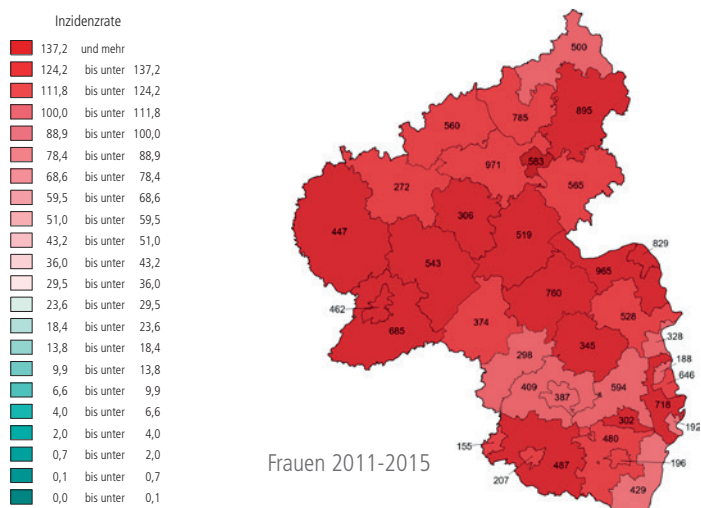 Inzidenzrate
137,2 und mehr
124,2 bis unter 137,2
111,8 bis unter 124,2
100,0 bis unter 111,8
88,9 bis unter 100,0
78,4 bis unter 88,9
68,6 bis unter 78,4
59,5 bis unter 68,6
51,0 bis unter 59,5
43,2 bis unter 51,0
36,0 bis unter 43,2
29,5 bis unter 36,0
23,6 bis unter 29,5
18,4 bis unter 23,6
13,8 bis unter 18,4
9,9 bis unter 13,8
6,6 bis unter 9,9
4,0 bis unter 6,6
2,0 bis unter 4,0
0,7 bis unter 2,0
0,1 bis unter 0,7
0,0 bis unter 0,1
500
895
785
560
583
971
565
272
306
447
519
829
543
965
760
462
528
374
685
328
345
298
188
646
409
594
387
718
302
192
480
155
487
196
207
429
Frauen 2011-2015